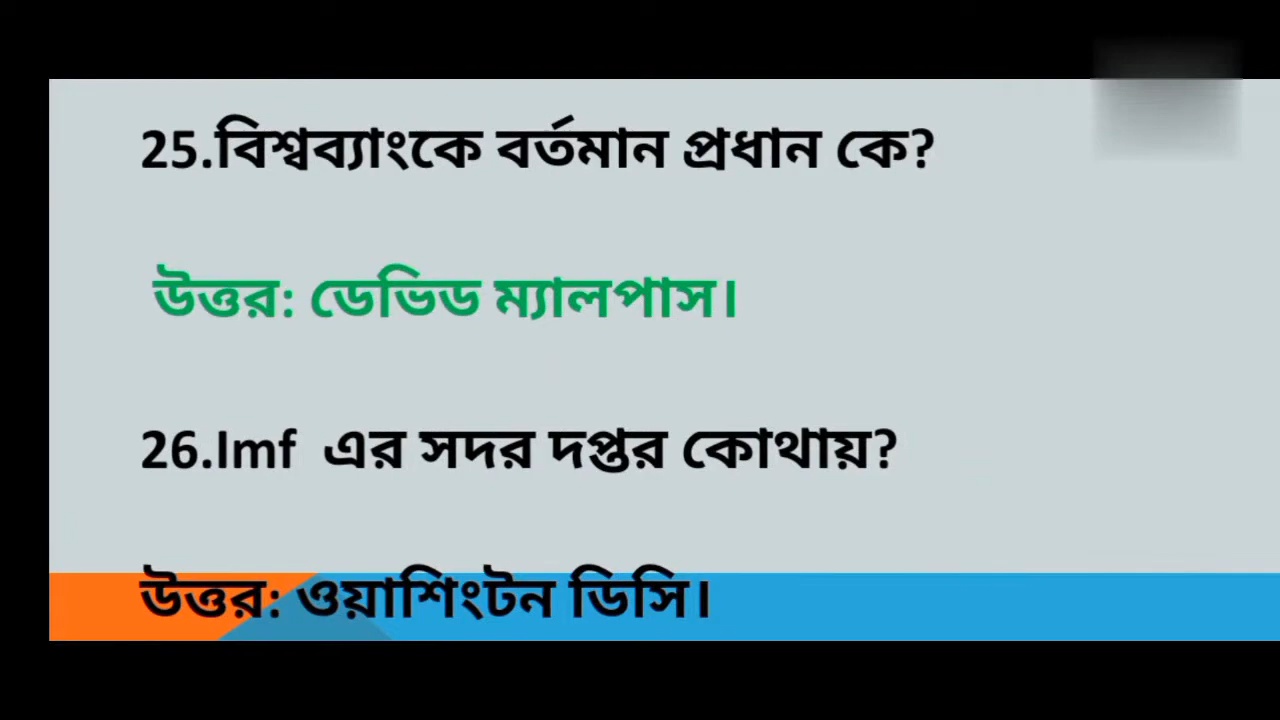 25.বিশ্বব্যাংকে বর্তমান প্রধান কে?
উত্তর: ডেভিড ম্যালপাস।
26.Imf এর সদর দপ্তর কোথায়?
উত্তর: ওয়াশিংটন ডিসি।